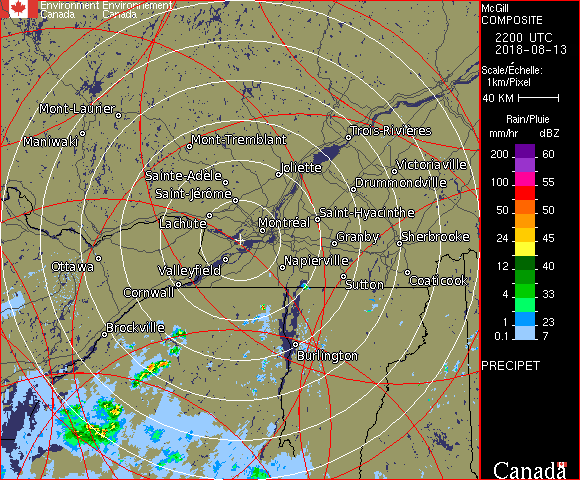 Environment Environnement
Canada Canada
McGill
COMPOSITE
2200 UTC
2018-08-13
Scale/Échelle:
1km/Pixel
40 KM
Rain/Pluie
mm/hr dBZ
200 60
100 55
50 50
24 45
12 40
4 33
2 23
0.1 7
PRECIPET
Canada
Mont-Laurier
Maniwaki
Mont-Tremblant
Trois-Rivières
Joliette
Victoriaville
Sainte-Adèle
Drummondville
Saint-Jérôme
Lachute
Montréal
Saint-Hyacinthe
Granby
Sherbrooke
Ottawa
Valleyfield
Napierville
Cornwall
Sutton
Coaticook
Brockville
Burlington